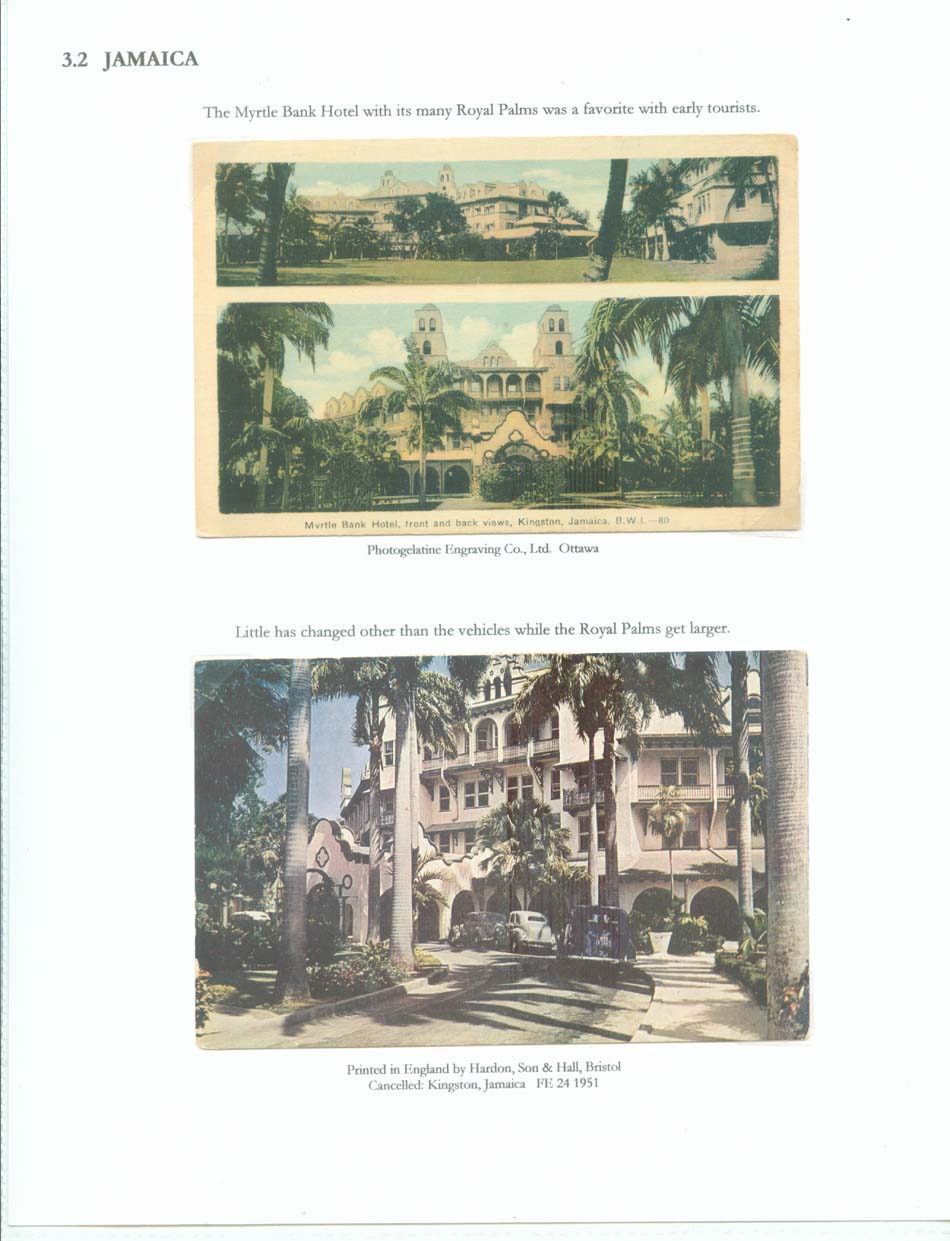 3.2 JAMAICA
The Myrtle Bank Hotel with its many Royal Palms was a favorite with early tourists.
Myrtle Bank Hotel, front and back views, Kingston, Jamaica, B.W.I.—80
Photogelatine Engraving Co., Ltd. Ottawa
Little has changed other than the vehicles while the Royal Palms get larger.
Printed in England by Hardon, Son & Hall, Bristol
Cancelled: Kingston, Jamaica FE 24 1951